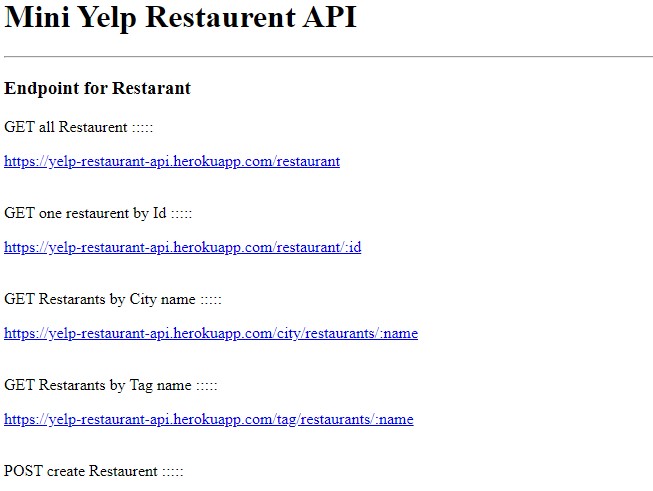 Mini Yelp Restaurent API
Endpoint for Restarant
GET all Restaurent :::::
https://yelp-restaurant-api.herokuapp.com/restaurant
GET one restaurent by Id :::::
https://yelp-restaurant-api.herokuapp.com/restaurant/:id
GET Restarants by City name :::::
https://yelp-restaurant-api.herokuapp.com/city/restaurants/:name
GET Restarants by Tag name :::::
https://yelp-restaurant-api.herokuapp.com/tag/restaurants/:name
POST create Restaurent :::::